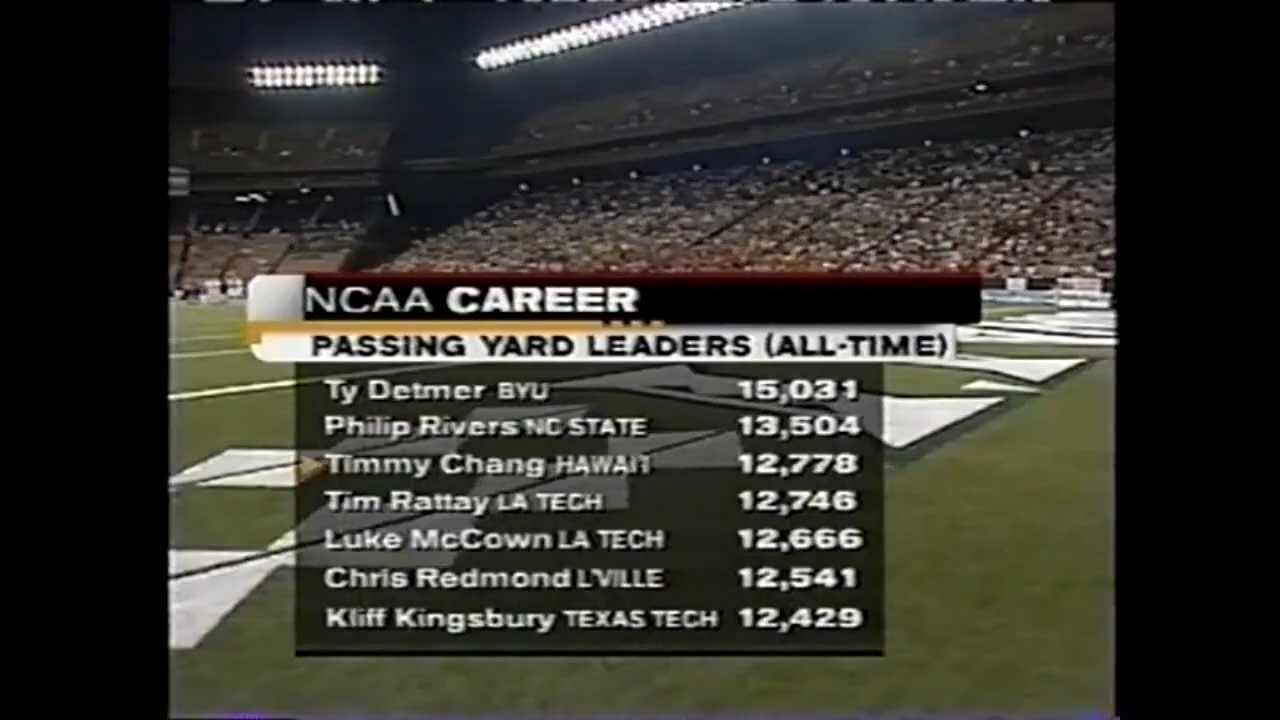 NCAA CAREER
PASSING YARD LEADERS (ALL-TIME)
Ty Detmer BYU 15,031
Philip Rivers NC STATE 13,504
Timmy Chang HAWAII 12,778
Tim Rattay LA TECH 12,746
Luke McCown LA TECH 12,666
Chris Redmond L'VILLE 12,541
Kliff Kingsbury TEXAS TECH 12,429